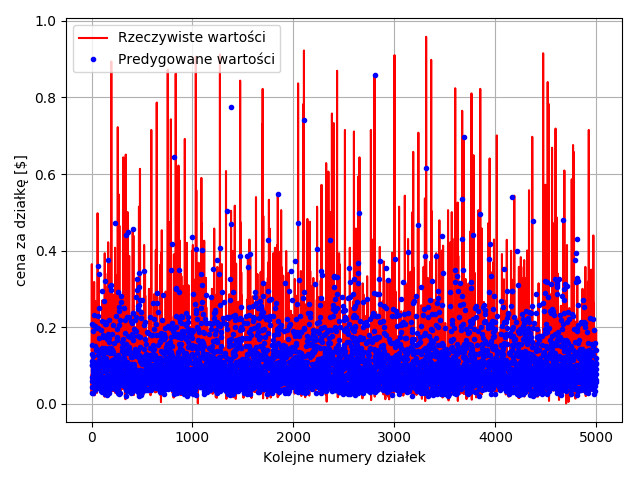 Rzeczywiste wartości
Predygowane wartości
cena za działkę [$]
1.0
0.8
0.6
0.4
0.2
0.0
0 1000 2000 3000 4000 5000
Kolejne numery działek